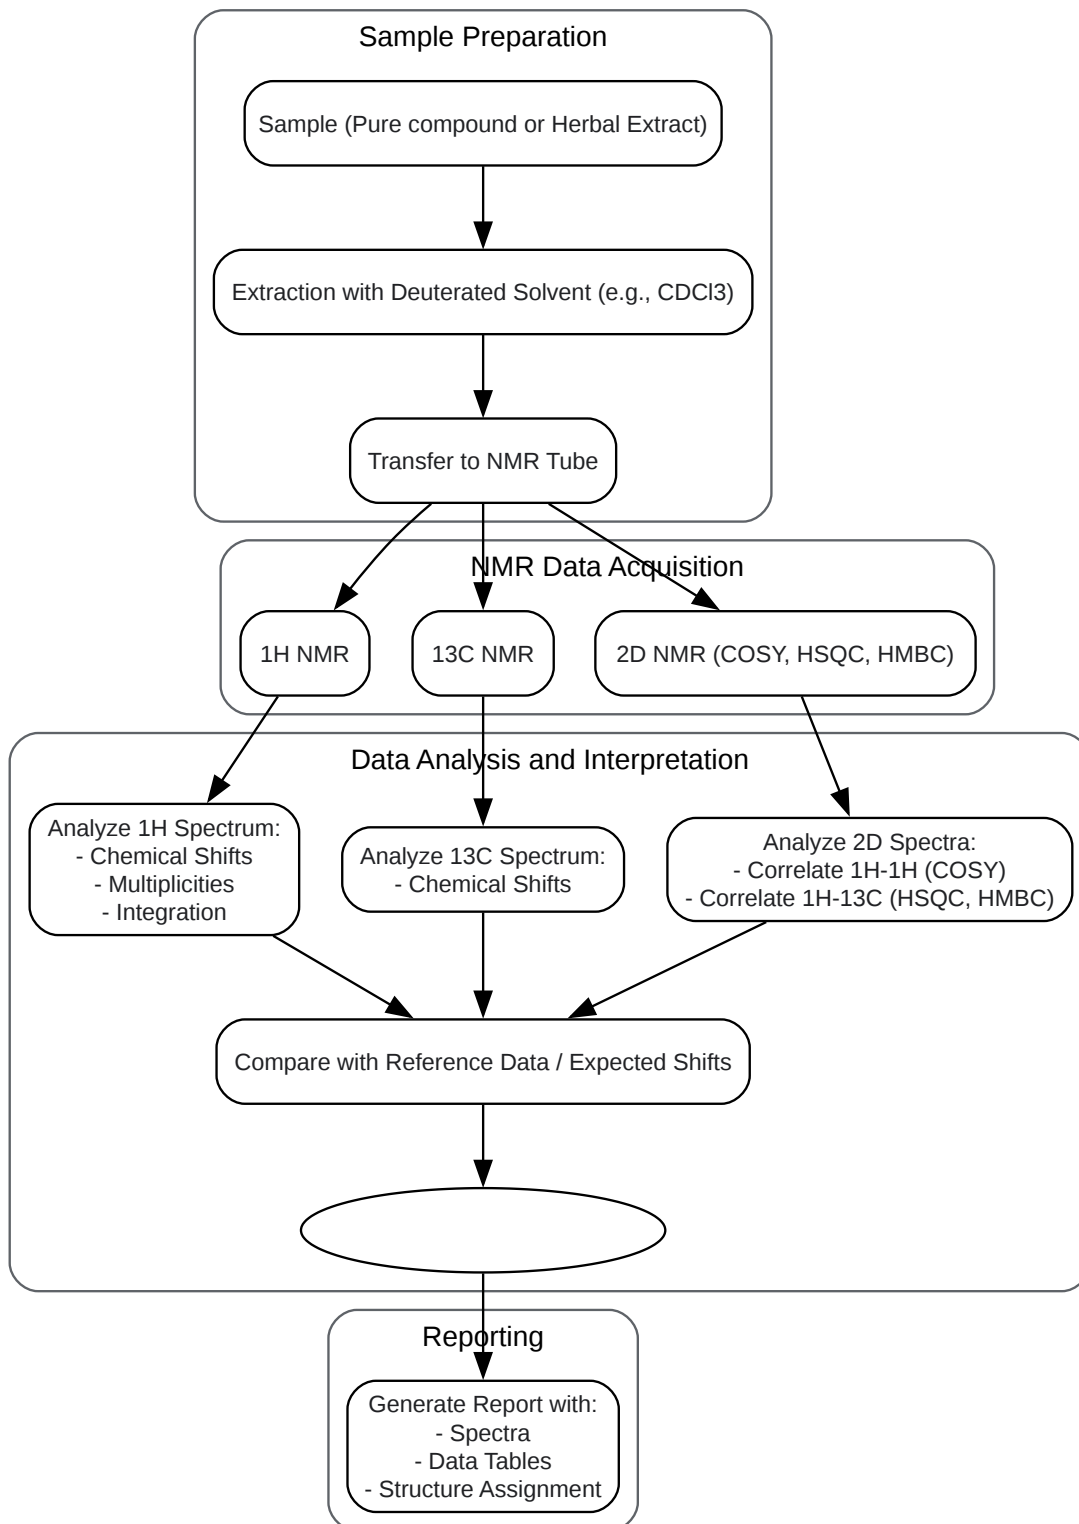 Sample Preparation
Sample (Pure compound or Herbal Extract)
Extraction with Deuterated Solvent (e.g., CDCl3)
Transfer to NMR Tube
NMR Data Acquisition
1H NMR
13C NMR
2D NMR (COSY, HSQC, HMBC)
Data Analysis and Interpretation
Analyze 1H Spectrum:
- Chemical Shifts
- Multiplicities
- Integration
Analyze 13C Spectrum:
- Chemical Shifts
Analyze 2D Spectra:
- Correlate 1H-1H (COSY)
- Correlate 1H-13C (HSQC, HMBC)
Compare with Reference Data / Expected Shifts
Reporting
Generate Report with:
- Spectra
- Data Tables
- Structure Assignment